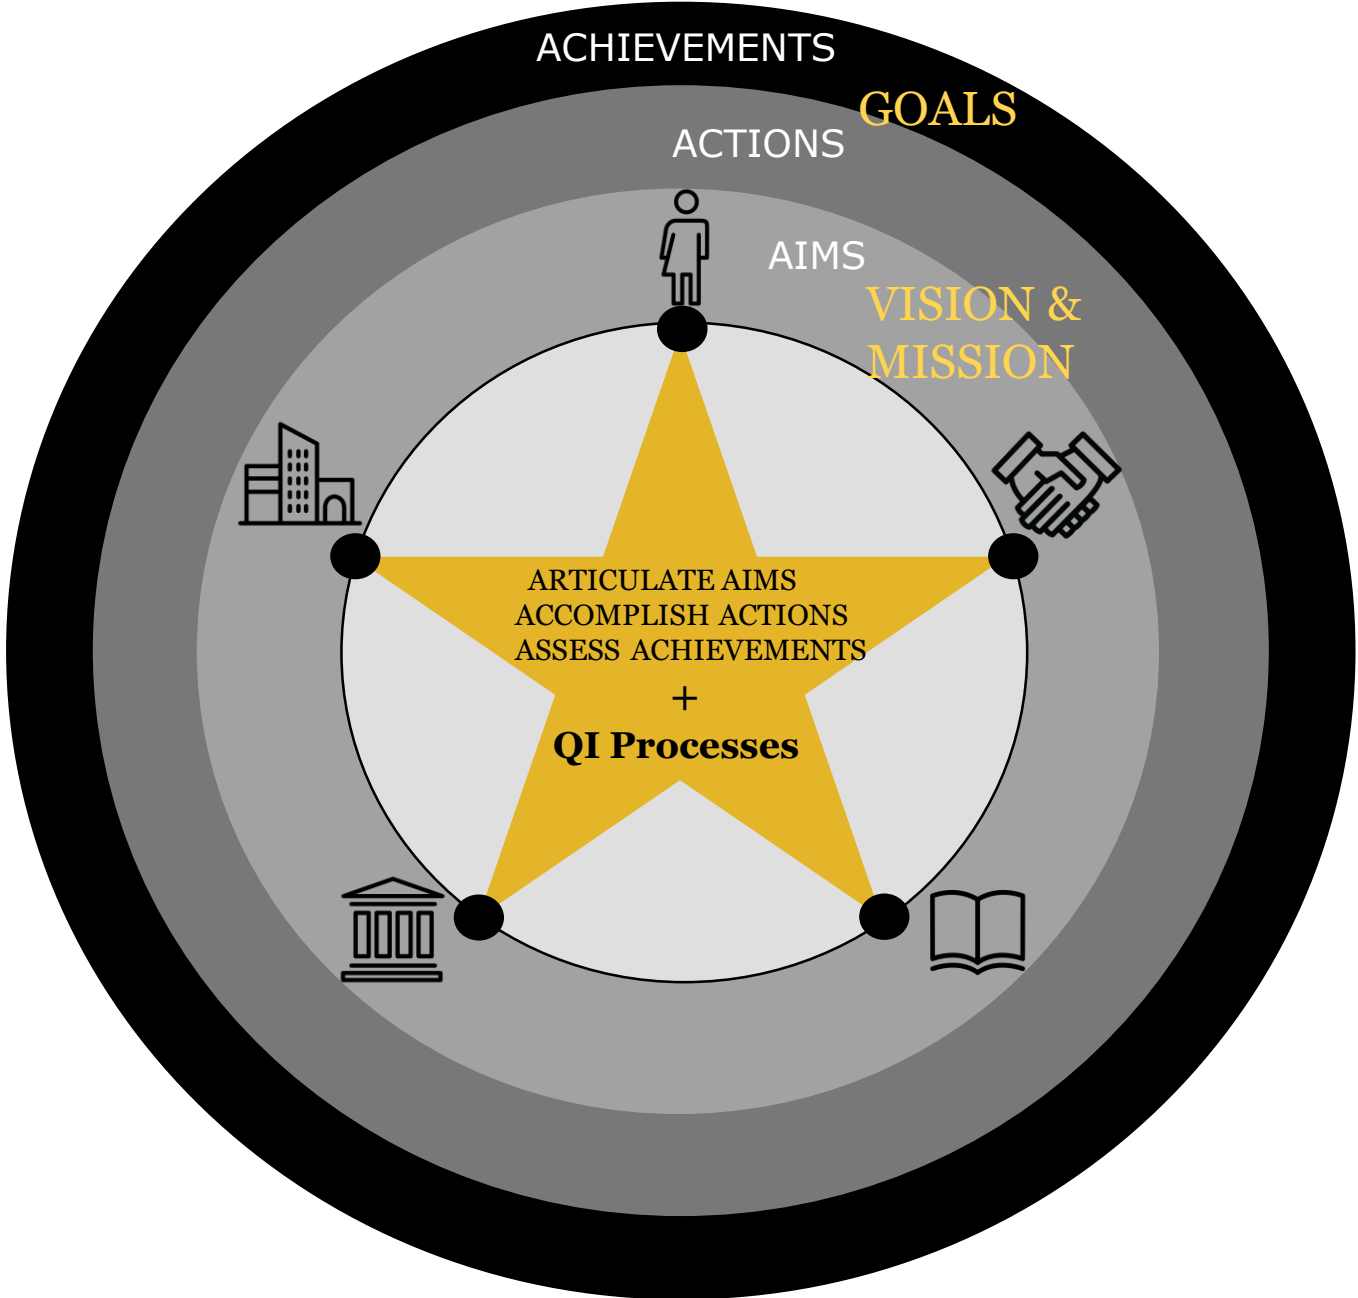 ACHIEVEMENTS
GOALS
ACTIONS
AIMS
VISION &
MISSION
ARTICULATE AIMS
ACCOMPLISH ACTIONS
ASSESS ACHIEVEMENTS
+
QI Processes